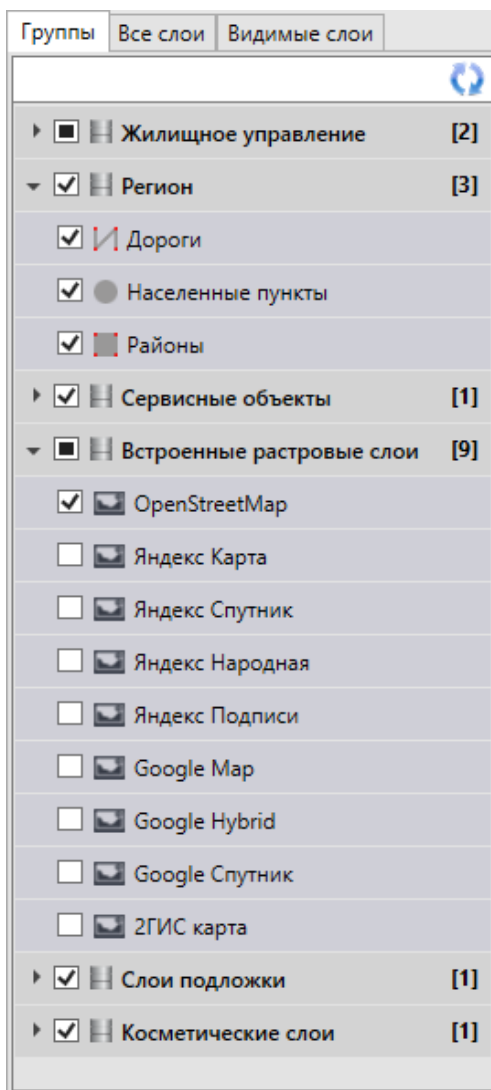 Группы Все слои Видимые слои
Жилищное управление [2]
Регион [3]
Дороги
Населенные пункты
Районы
Сервисные объекты [1]
Встроенные растровые слои [9]
OpenStreetMap
Яндекс Карта
Яндекс Спутник
Яндекс Народная
Яндекс Подписи
Google Map
Google Hybrid
Google Спутник
2ГИС карта
Слои подложки [1]
Косметические слои [1]